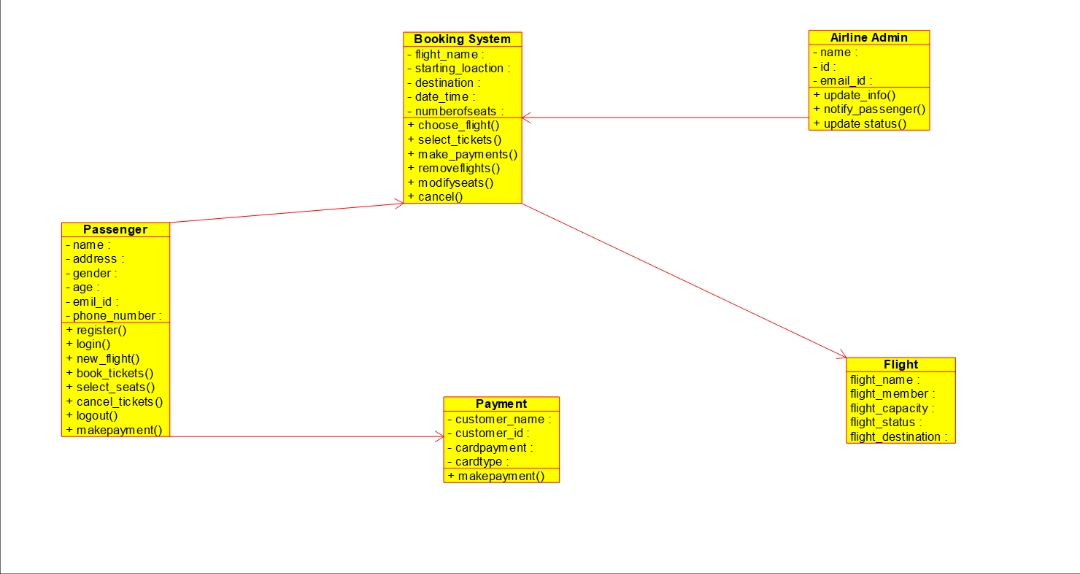 Booking System
- flight_name :
- starting_loaction :
- destination :
- date_time :
- numberofseats :
+ choose_flight()
+ select_tickets()
+ make_payments()
+ removeflights()
+ modifyseats()
+ cancel()
Airline Admin
- name :
- id :
- email_id :
+ update_info()
+ notify_passenger()
+ update status()
Passenger
- name :
- address :
- gender :
- age :
- emil_id :
- phone_number :
+ register()
+ login()
+ new_flight()
+ book_tickets()
+ select_seats()
+ cancel_tickets()
+ logout()
+ makepayment()
Payment
- customer_name :
- customer_id :
- cardpayment :
- cardtype :
+ makepayment()
Flight
flight_name :
flight_member :
flight_capacity :
flight_status :
flight_destination :